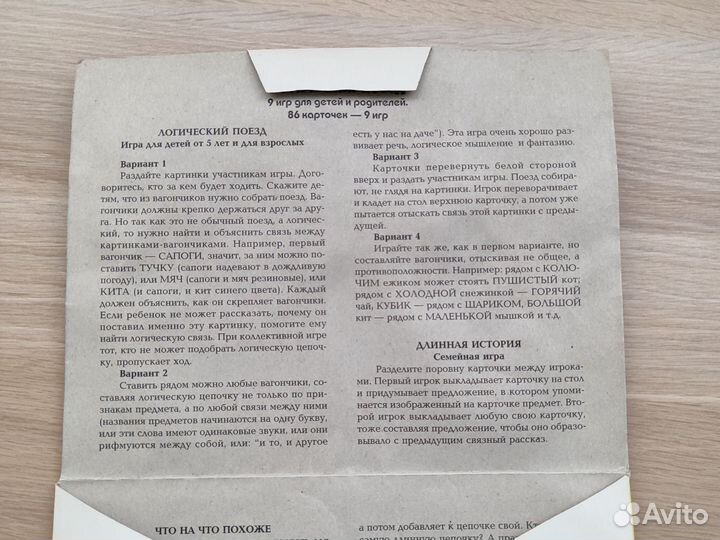 9 игр для детей и родителей.
86 карточек — 9 игр
ЛОГИЧЕСКИЙ ПОЕЗД
Игра для детей от 5 лет и для взрослых
Вариант 1
Раздайте картинки участникам игры. Дого-
воритесь, кто за кем будет ходить. Скажите де-
тям, что из вагончиков нужно собрать поезд. Ва-
гончики должны крепко держаться друг за дру-
га. Но так как это не обычный поезд, а логичес-
кий, то нужно найти и объяснить связь между
картинками-вагончиками. Например, первый
вагончик — САПОГИ, значит, за ним можно по-
ставить ТУЧКУ (сапоги надевают в дождливую
погоду), или МЯЧ (сапоги и мяч резиновые), или
КИТА (и сапоги, и кит синего цвета). Каждый
должен объяснить, как он скрепляет вагончики.
Если ребенок не может рассказать, почему он
поставил именно эту картинку, помогите ему
найти логическую связь. При коллективной игре
тот, кто не может подобрать логическую цепоч-
ку, пропускает ход.
Вариант 2
Ставить рядом можно любые вагончики, со-
ставляя логическую цепочку не только по при-
знакам предмета, а по любой связи между ними
(названия предметов начинаются на одну букву,
или эти слова имеют одинаковые звуки, или они
рифмуются между собой, или: "и то, и другое
есть у нас на даче"). Эта игра очень хорошо раз-
вивает речь, логическое мышление и фантазию.
Вариант 3
Карточки перевернуть белой стороной
вверх и раздать участникам игры. Поезд собира-
ют, не глядя на картинки. Игрок переворачивает
и кладет на стол верхнюю карточку, а потом уже
пытается отыскать связь этой картинки с преды-
дущей.
Вариант 4
Играйте так же, как в первом варианте, но
составляйте вагончики, отыскивая не общее, а
противоположности. Например: рядом с КОЛЮ-
ЧИМ ежиком может стоять ПУШИСТЫЙ кот;
рядом с ХОЛОДНОЙ снежинкой — ГОРЯЧИЙ
чай, КУБИК — рядом с ШАРИКОМ, БОЛЬШОЙ
кит — рядом с МАЛЕНЬКОЙ мышкой и т.д.
ДЛИННАЯ ИСТОРИЯ
Семейная игра
Разделите поровну карточки между игрока-
ми. Первый игрок выкладывает карточку на стол
и придумывает предложение, в котором упоми-
нается изображенный на карточке предмет. Вто-
рой игрок выкладывает любую свою карточку,
тоже составляя предложение, чтобы оно образо-
вывало с предыдущим связный рассказ.
ЧТО НА ЧТО ПОХОЖЕ
а потом добавляет к цепочке свой.
самую длинную цепочку? А
Avito